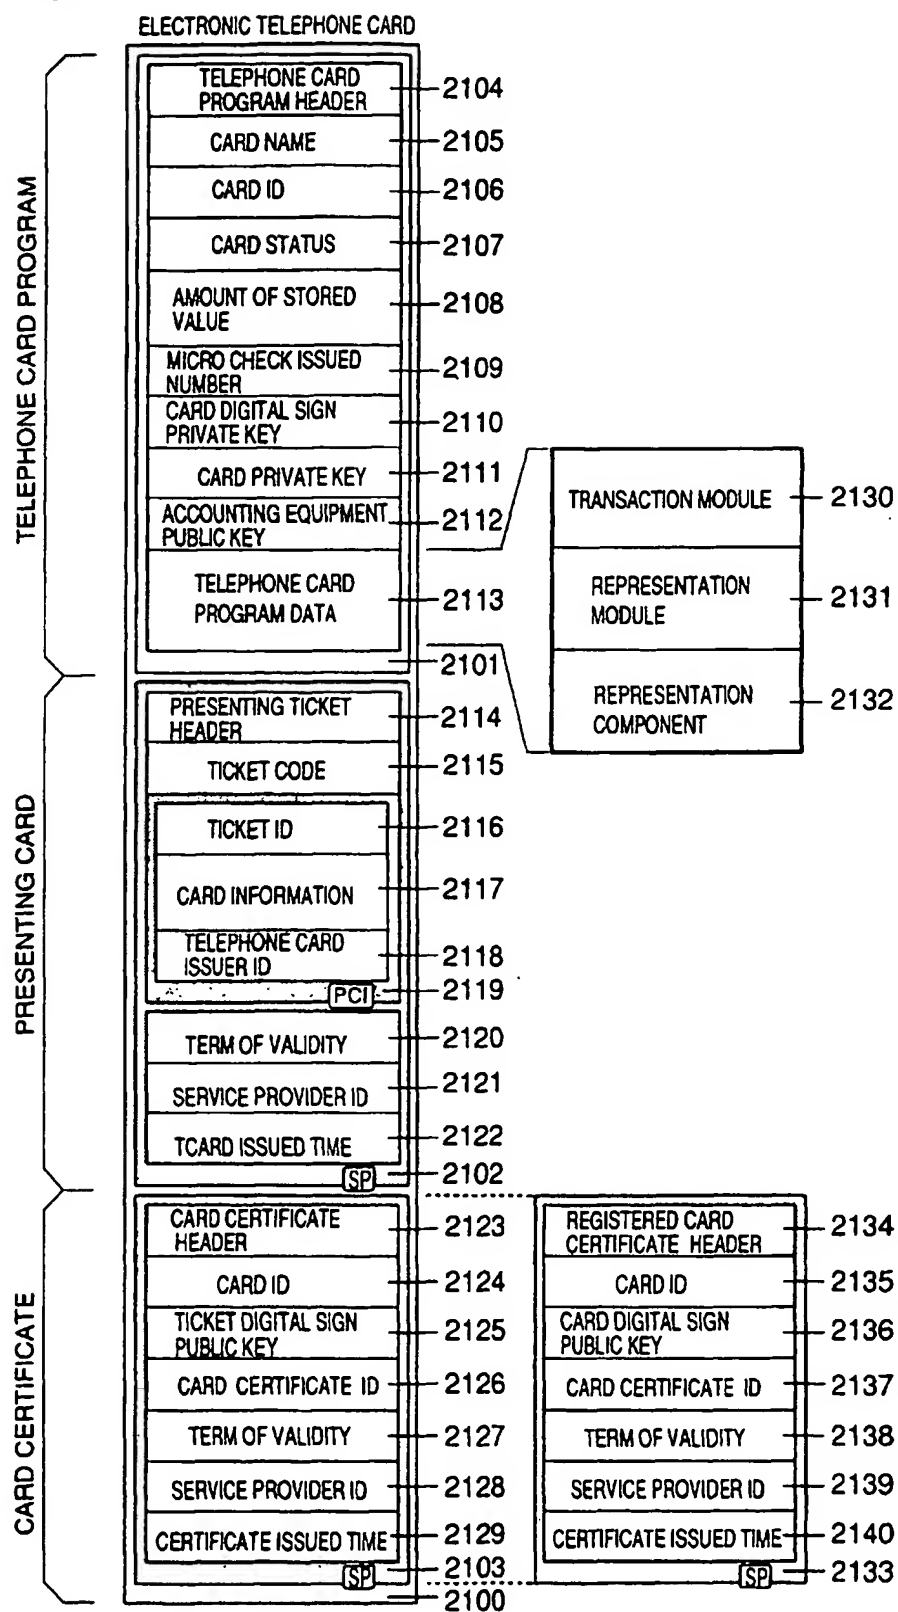 ELECTRONIC TELEPHONE CARD
TELEPHONE CARD PROGRAM
TELEPHONE CARD
PROGRAM HEADER
2104
CARD NAME
2105
CARD ID
2106
CARD STATUS
2107
AMOUNT OF STORED
VALUE
2108
MICRO CHECK ISSUED
NUMBER
2109
CARD DIGITAL SIGN
PRIVATE KEY
2110
CARD PRIVATE KEY
2111
ACCOUNTING EQUIPMENT
PUBLIC KEY
2112
TELEPHONE CARD
PROGRAM DATA
2113
2101
TRANSACTION MODULE
2130
REPRESENTATION
MODULE
2131
REPRESENTATION
COMPONENT
2132
PRESENTING CARD
PRESENTING TICKET
HEADER
2114
TICKET CODE
2115
TICKET ID
2116
CARD INFORMATION
2117
TELEPHONE CARD
ISSUER ID
2118
PCI
2119
TERM OF VALIDITY
2120
SERVICE PROVIDER ID
2121
TCARD ISSUED TIME
2122
SP
2102
CARD CERTIFICATE
CARD CERTIFICATE
HEADER
2123
CARD ID
2124
TICKET DIGITAL SIGN
PUBLIC KEY
2125
CARD CERTIFICATE ID
2126
TERM OF VALIDITY
2127
SERVICE PROVIDER ID
2128
CERTIFICATE ISSUED TIME
2129
SP
2103
2100
REGISTERED CARD
CERTIFICATE HEADER
2134
CARD ID
2135
CARD DIGITAL SIGN
PUBLIC KEY
2136
CARD CERTIFICATE ID
2137
TERM OF VALIDITY
2138
SERVICE PROVIDER ID
2139
CERTIFICATE ISSUED TIME
2140
SP
2133